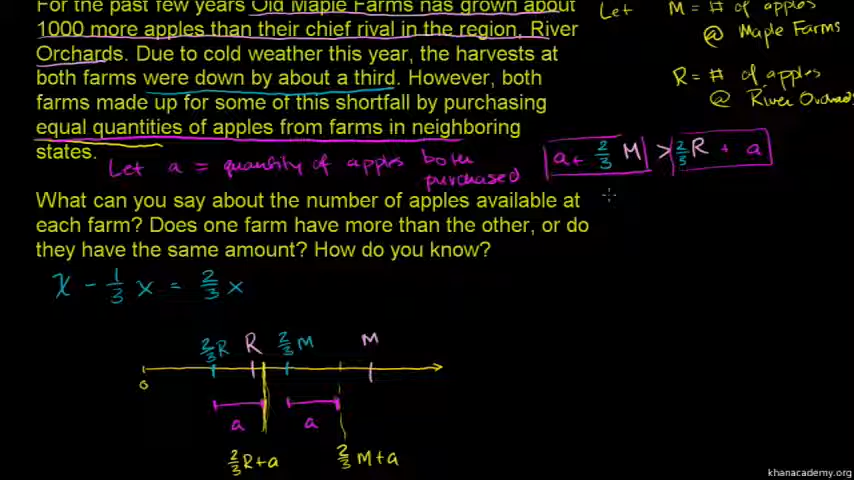 For the past few years Old Maple Farms has grown about
1000 more apples than their chief rival in the region, River
Orchards. Due to cold weather this year, the harvests at
both farms were down by about a third. However, both
farms made up for some of this shortfall by purchasing
equal quantities of apples from farms in neighboring
states.
Let a = quantity of apples both
purchased
Let M = # of apples
@ Maple Farms
R = # of apples
@ River Orchards
a + 2/3 M > 2/3 R + a
What can you say about the number of apples available at
each farm? Does one farm have more than the other, or do
they have the same amount? How do you know?
x - 1/3 x = 2/3 x
2/3 R R 2/3 M M
0
a a
2/3 R + a 2/3 M + a
khanacademy.org